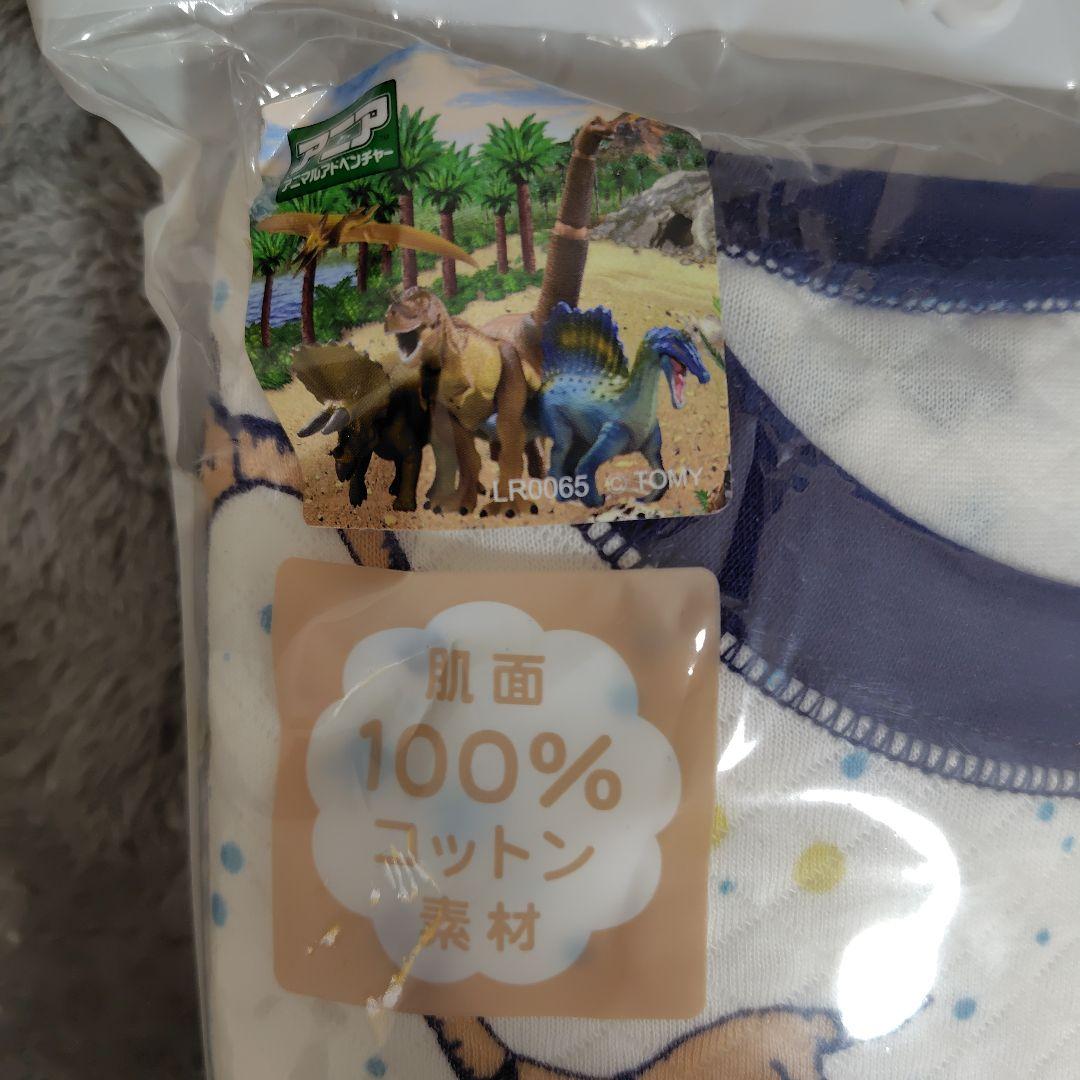 アニア
アニマルアドベンチャー
LR0065 © TOMY
肌面
100%
コットン
素材